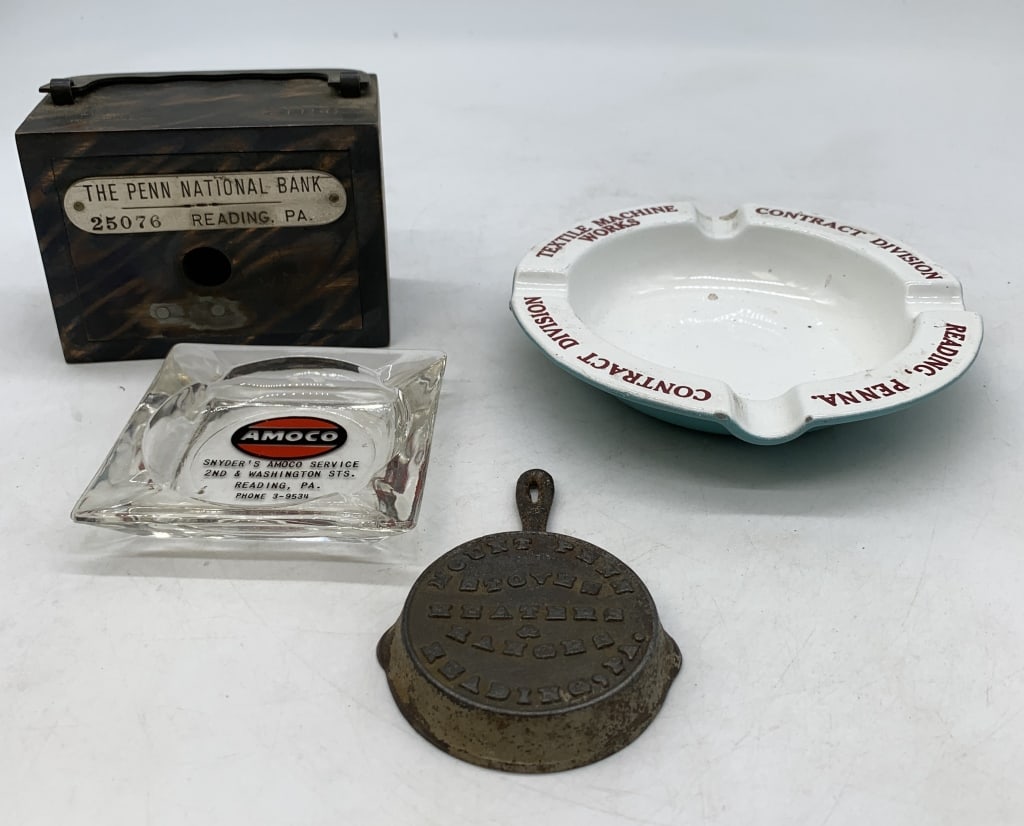 THE PENN NATIONAL BANK
25076 READING, PA.
TEXTILE MACHINE
WORKS
CONTRACT DIVISION
READING, PENNA.
CONTRACT DIVISION
AMOCO
SNYDER'S AMOCO SERVICE
2ND & WASHINGTON STS.
READING, PA.
PHONE 3-9534
MOUNT PENN
STOVES
HEATERS
&
RANGES
READING, PA.